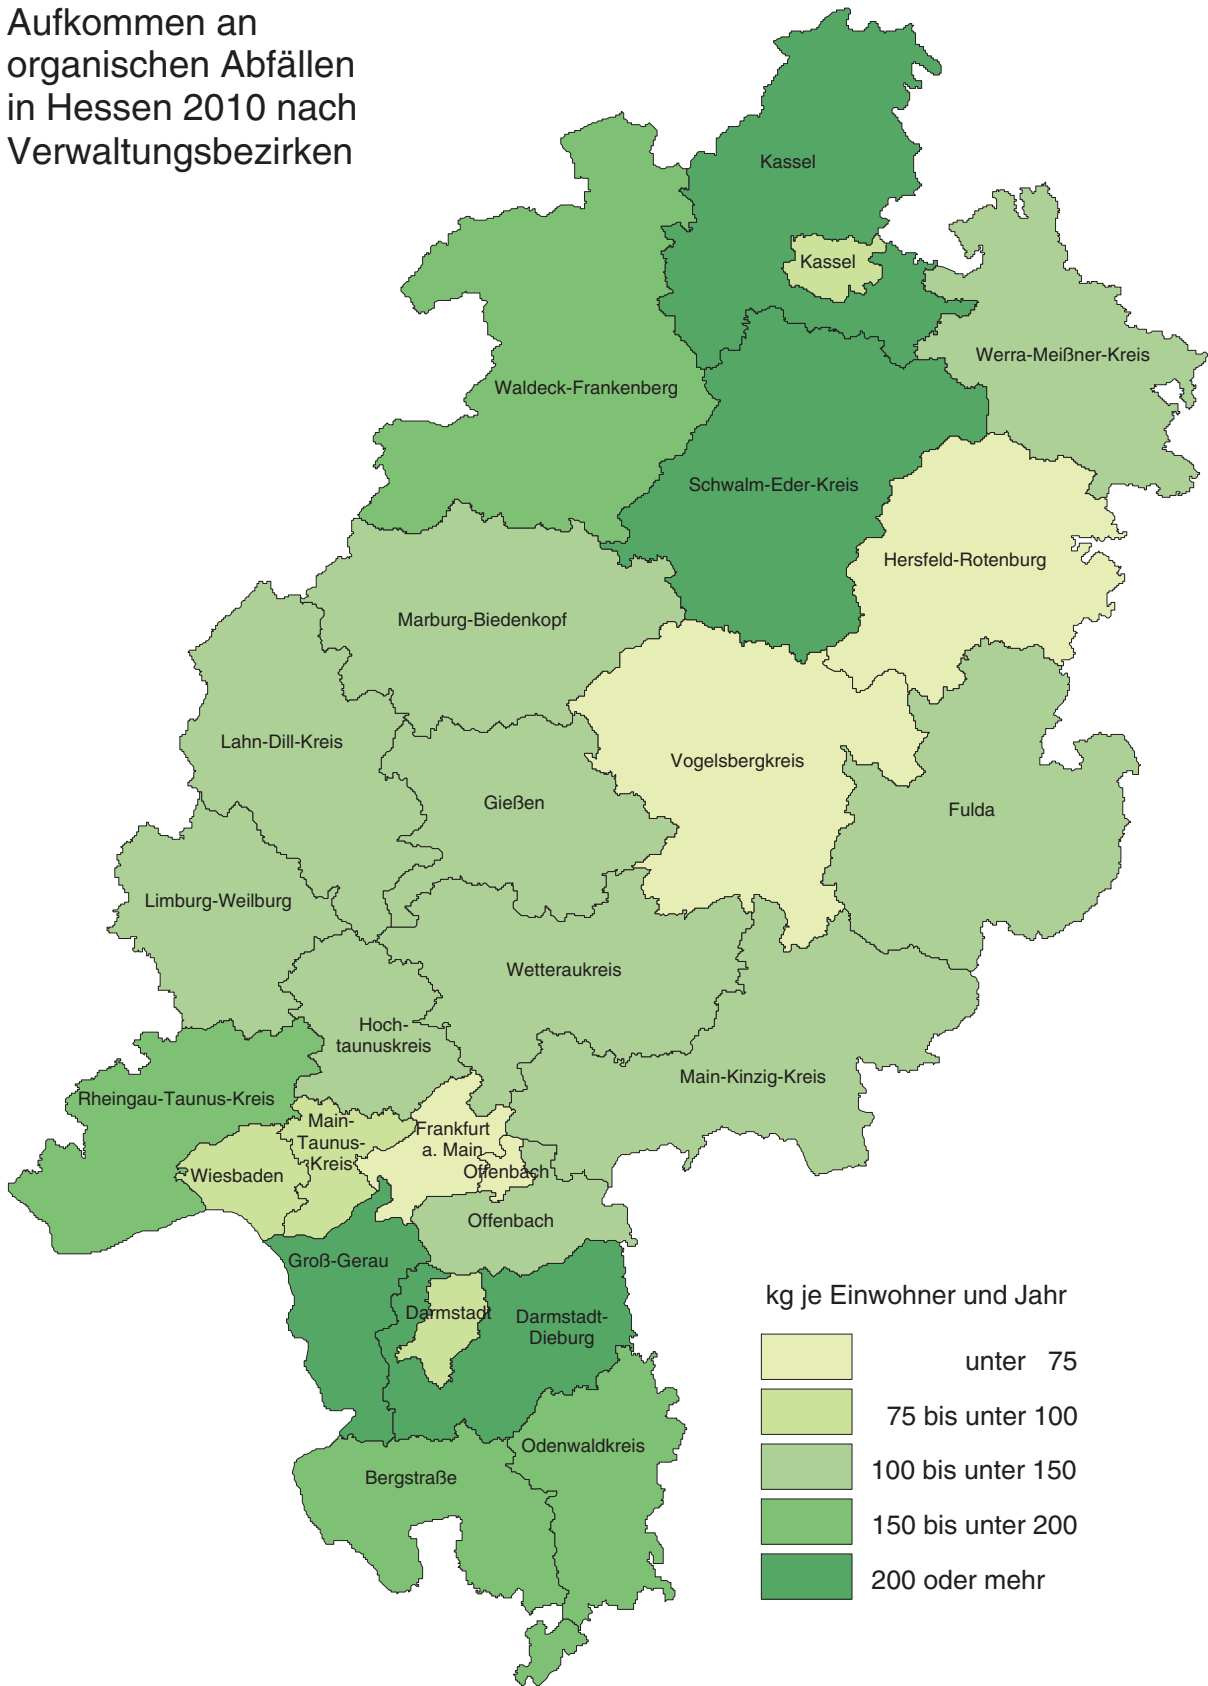 Aufkommen an
organischen Abfällen
in Hessen 2010 nach
Verwaltungsbezirken
Kassel
Kassel
Werra-Meißner-Kreis
Waldeck-Frankenberg
Schwalm-Eder-Kreis
Hersfeld-Rotenburg
Marburg-Biedenkopf
Lahn-Dill-Kreis
Vogelsbergkreis
Gießen
Fulda
Limburg-Weilburg
Wetteraukreis
Hoch-
taunuskreis
Main-Kinzig-Kreis
Rheingau-Taunus-Kreis
Main-
Taunus-
Kreis
Frankfurt
a. Main
Offenbach
Wiesbaden
Offenbach
Groß-Gerau
Darmstadt
Darmstadt-
Dieburg
Odenwaldkreis
Bergstraße
kg je Einwohner und Jahr
unter 75
75 bis unter 100
100 bis unter 150
150 bis unter 200
200 oder mehr